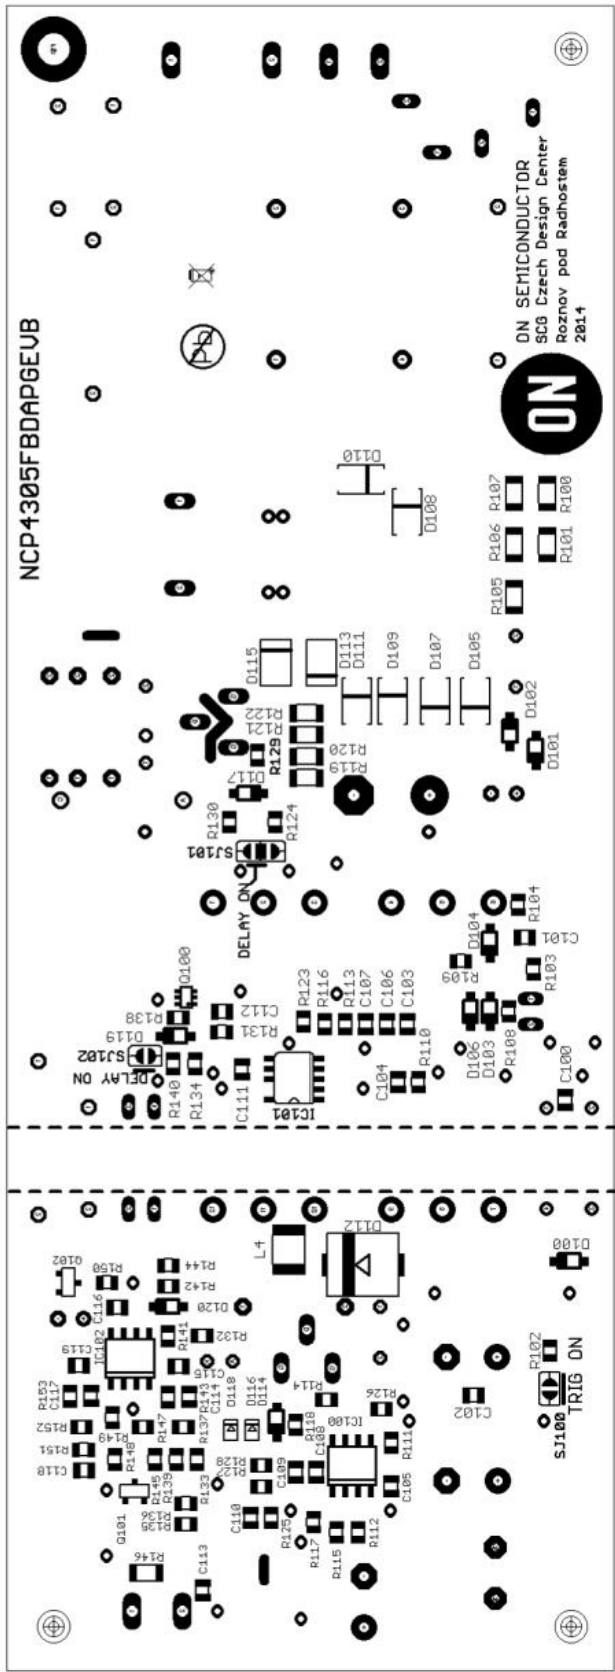 NCP4305FBDAPGEVB
Pb
ON SEMICONDUCTOR
SCG Czech Design Center
Roznov pod Radhostem
2014
ON
D110
D108
R107
R100
R106
R101
R105
D115
D113
D111
D109
D107
D105
D102
D101
R122
R121
R129
R120
R119
D117
R130
R124
SJ101
DELAY ON
R104
D104
C101
R109
R103
Q100
R138
C112
D119
R131
R123
R116
R113
C107
C106
C103
SJ102
DELAY ON
R140
R134
C111
IC101
C104
R110
D106
D103
R108
C100
L4
D112
D100
Q102
R150
R144
R142
C116
D120
IC102
R141
R132
C119
C115
R102
TRIG ON
SJ100
R153
C117
R143
C114
D118
D116
D114
R114
R126
C102
R152
R149
R147
R137
R118
IC100
R111
R151
R148
C118
R128
R127
C109
C108
C105
Q101
R145
R139
R133
R136
R135
C110
R125
R117
R115
R112
R146
C113